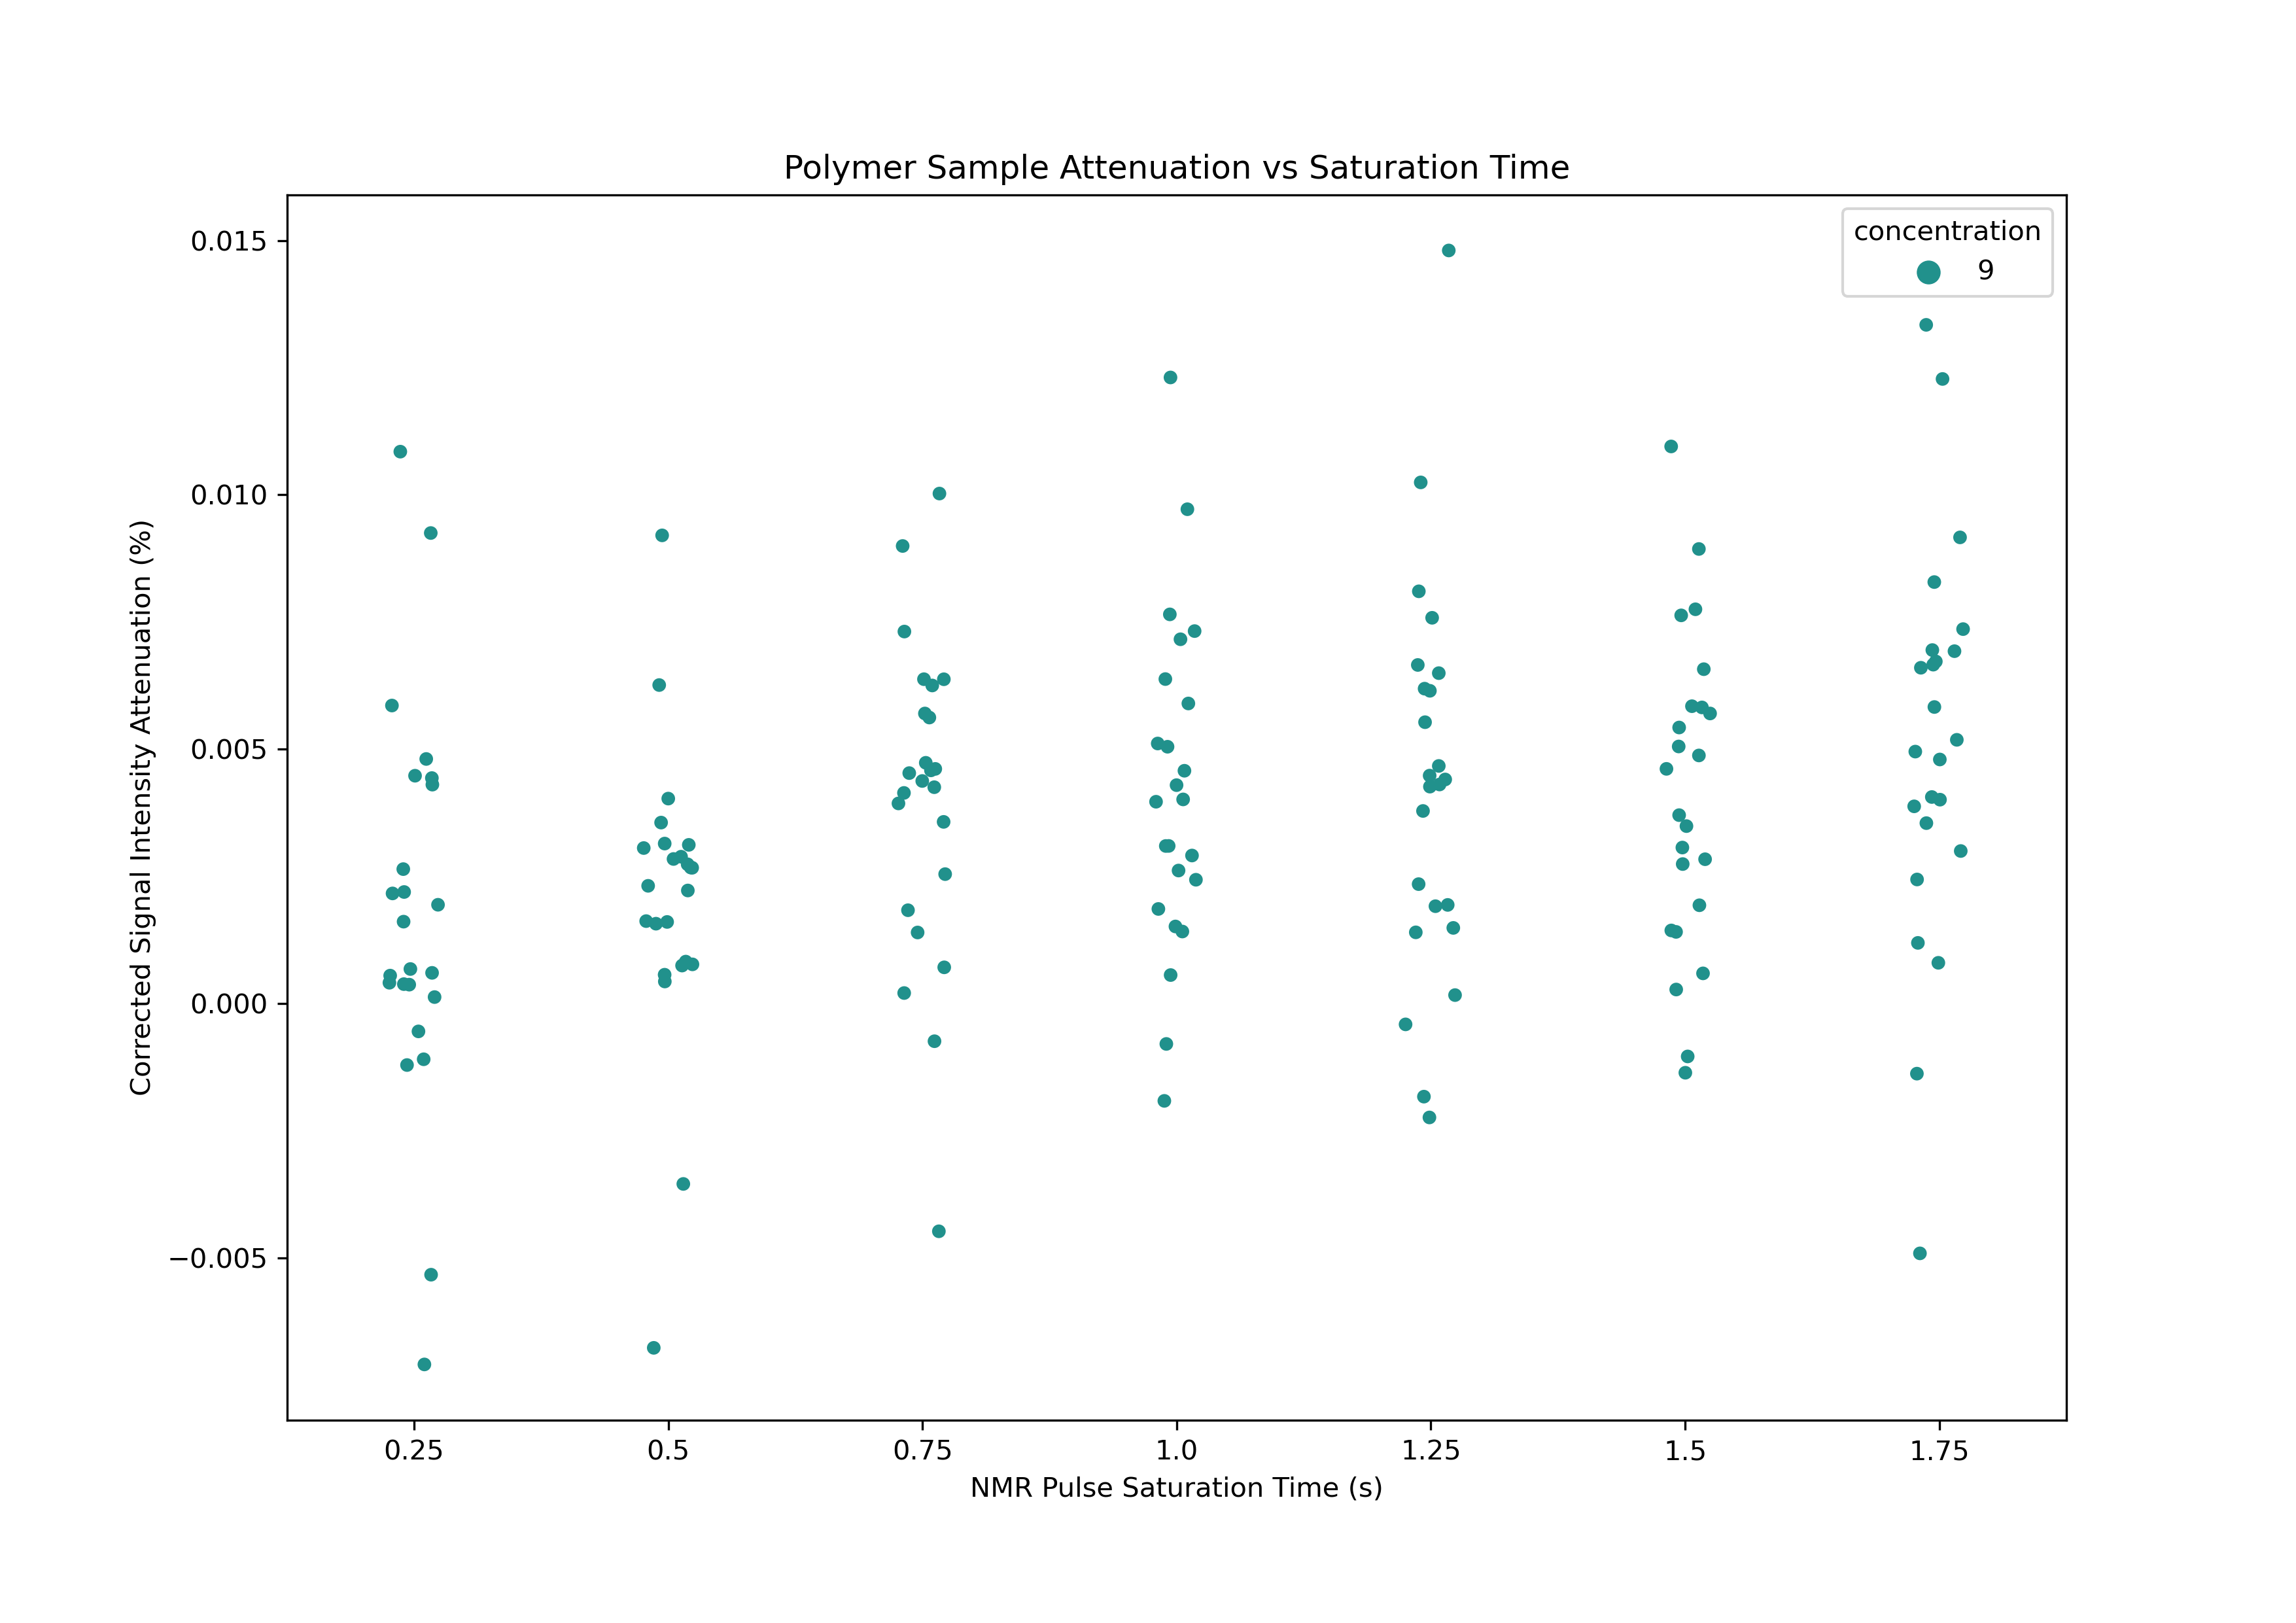 Polymer Sample Attenuation vs Saturation Time
concentration
9
0.015
0.010
0.005
0.000
−0.005
Corrected Signal Intensity Attenuation (%)
0.25 0.5 0.75 1.0 1.25 1.5 1.75
NMR Pulse Saturation Time (s)